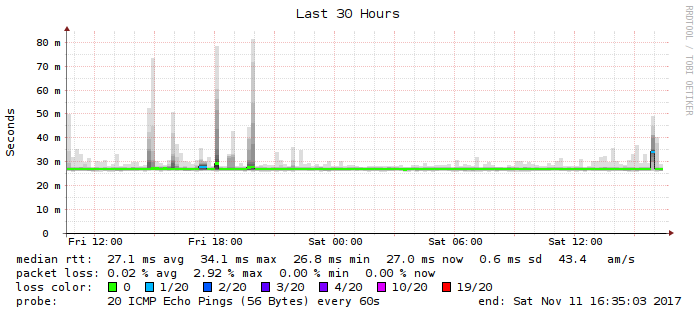 Last 30 Hours
RRDTOOL / TOBI OETIKER
Seconds
80 m
70 m
60 m
50 m
40 m
30 m
20 m
10 m
0
Fri 12:00 Fri 18:00 Sat 00:00 Sat 06:00 Sat 12:00
median rtt: 27.1 ms avg 34.1 ms max 26.8 ms min 27.0 ms now 0.6 ms sd 43.4 am/s
packet loss: 0.02 % avg 2.92 % max 0.00 % min 0.00 % now
loss color: 0 1/20 2/20 3/20 4/20 10/20 19/20
probe: 20 ICMP Echo Pings (56 Bytes) every 60s end: Sat Nov 11 16:35:03 2017